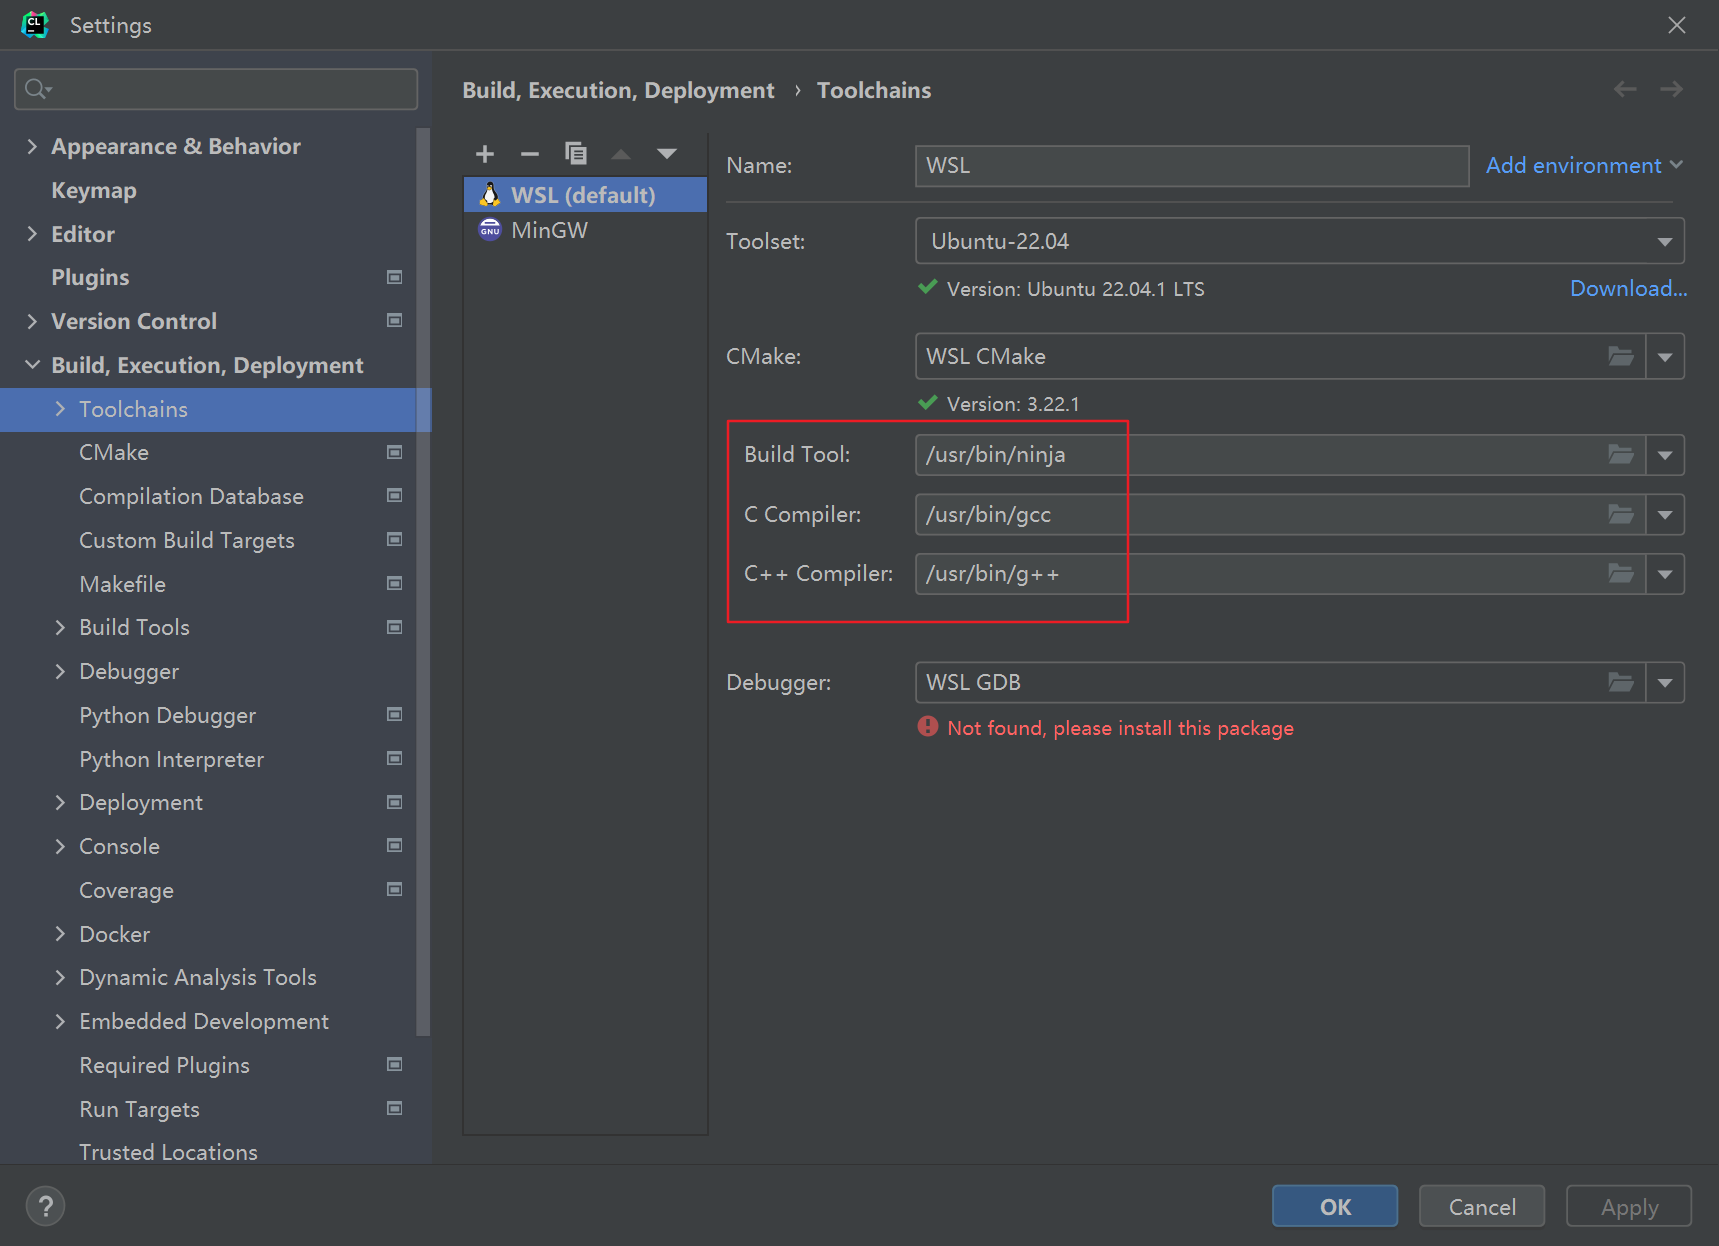 CL
Settings
Appearance & Behavior
Keymap
Editor
Plugins
Version Control
Build, Execution, Deployment
Toolchains
CMake
Compilation Database
Custom Build Targets
Makefile
Build Tools
Debugger
Python Debugger
Python Interpreter
Deployment
Console
Coverage
Docker
Dynamic Analysis Tools
Embedded Development
Required Plugins
Run Targets
Trusted Locations
Build, Execution, Deployment › Toolchains
WSL (default)
GNU MinGW
Name: WSL Add environment
Toolset: Ubuntu-22.04
Version: Ubuntu 22.04.1 LTS Download...
CMake: WSL CMake
Version: 3.22.1
Build Tool: /usr/bin/ninja
C Compiler: /usr/bin/gcc
C++ Compiler: /usr/bin/g++
Debugger: WSL GDB
Not found, please install this package
? OK Cancel Apply